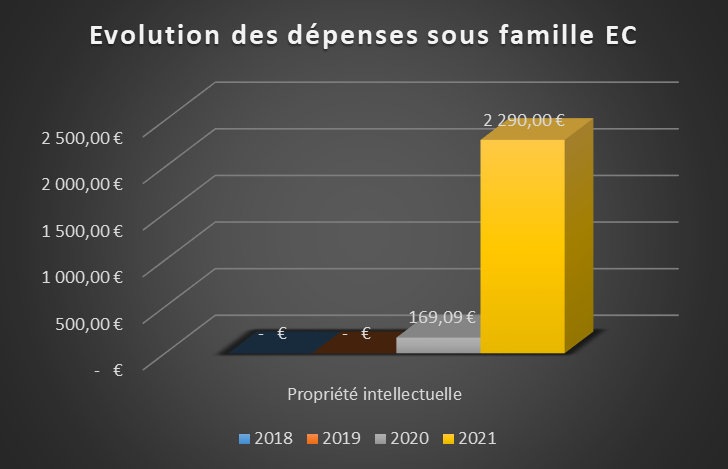 Evolution des dépenses sous famille EC
2 500,00 €
2 000,00 €
1 500,00 €
1 000,00 €
500,00 €
- €
- €
- €
169,09 €
2 290,00 €
Propriété intellectuelle
2018 2019 2020 2021